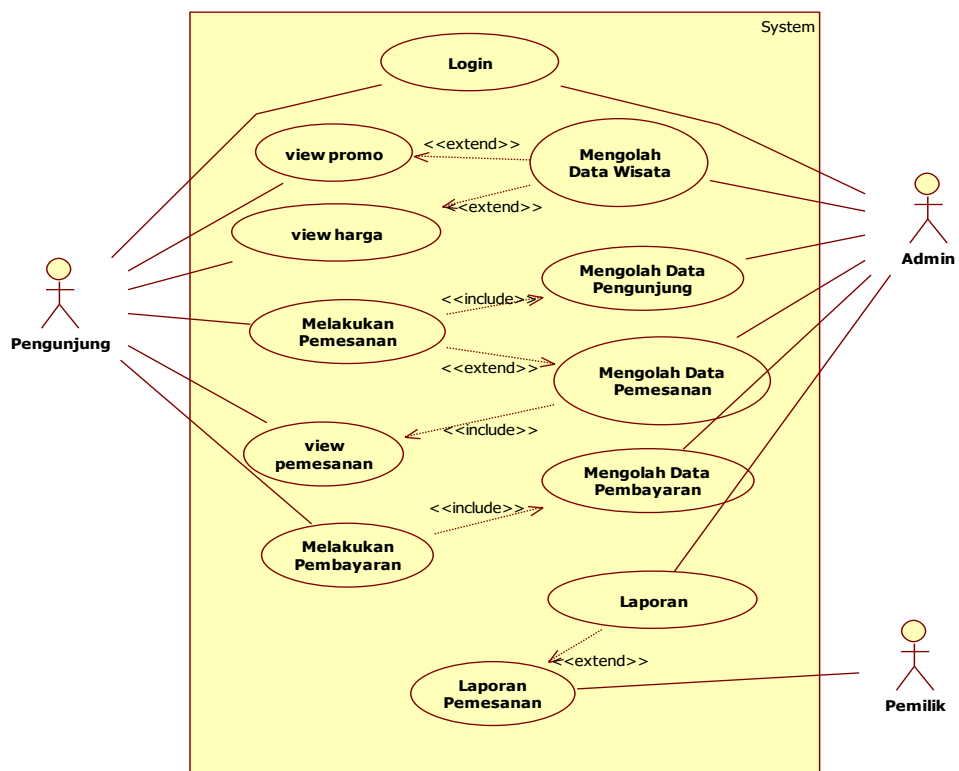 System
Login
view promo
<<extend>>
Mengolah
Data Wisata
<<extend>>
view harga
Admin
Mengolah Data
Pengunjung
<<include>>
Pengunjung
Melakukan
Pemesanan
<<extend>>
Mengolah Data
Pemesanan
<<include>>
view
pemesanan
Mengolah Data
Pembayaran
<<include>>
Melakukan
Pembayaran
Laporan
<<extend>>
Laporan
Pemesanan
Pemilik